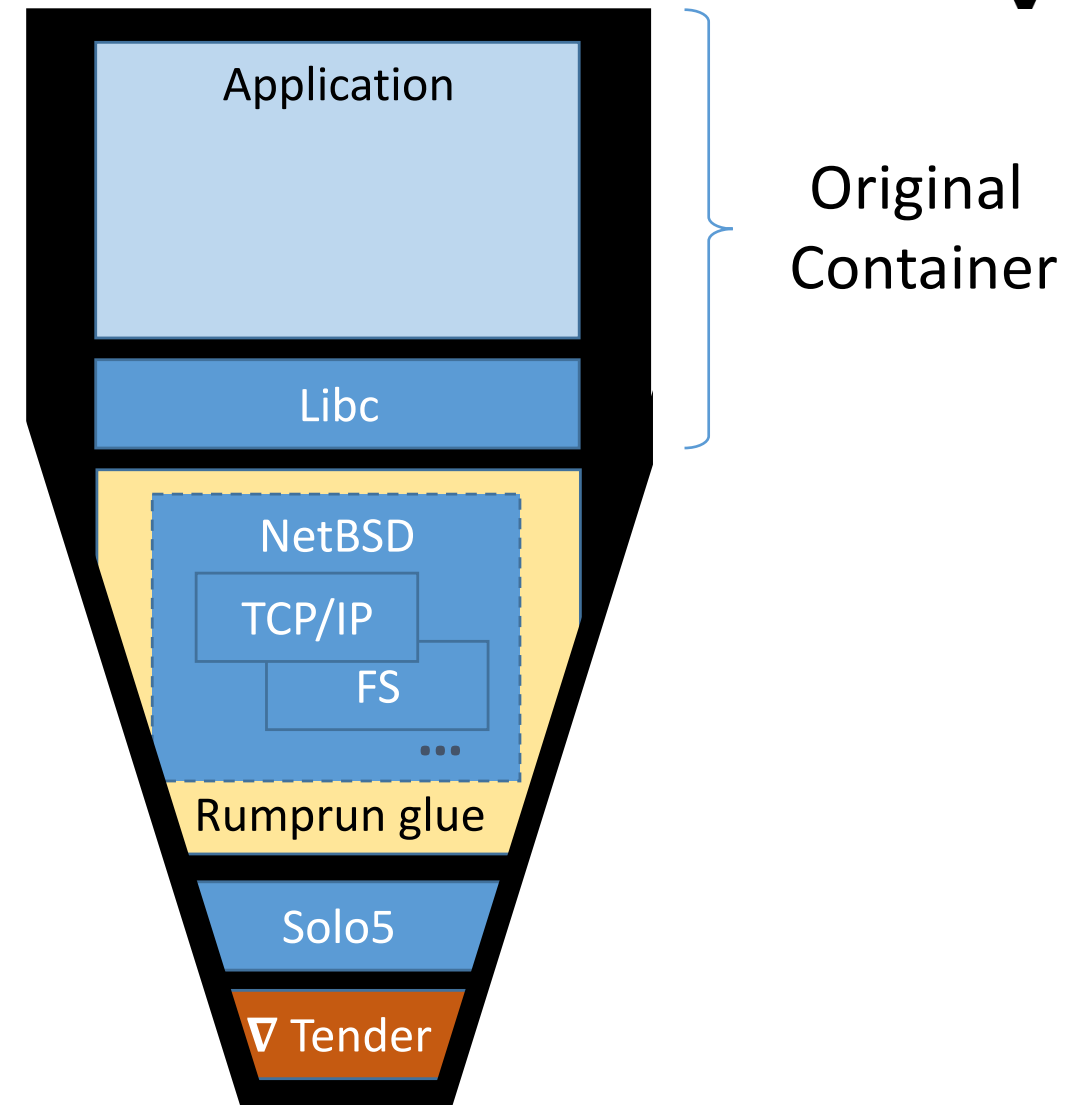 Application
Original
Container
Libc
NetBSD
TCP/IP
FS
...
Rumprun glue
Solo5
∇ Tender